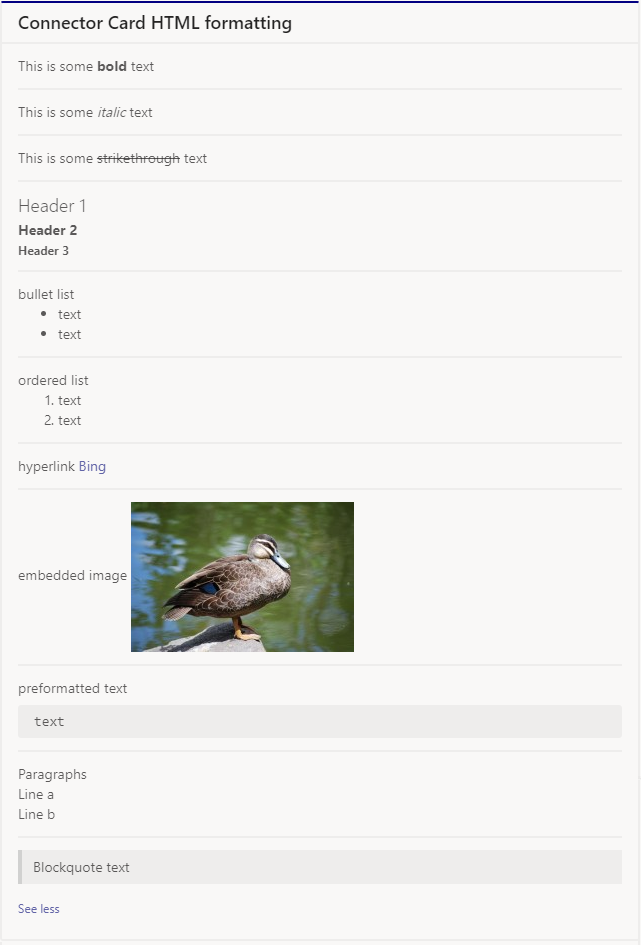 Connector Card HTML formatting
This is some bold text
This is some italic text
This is some strikethrough text
Header 1
Header 2
Header 3
bullet list
• text
• text
ordered list
1. text
2. text
hyperlink Bing
embedded image
preformatted text
text
Paragraphs
Line a
Line b
Blockquote text
See less